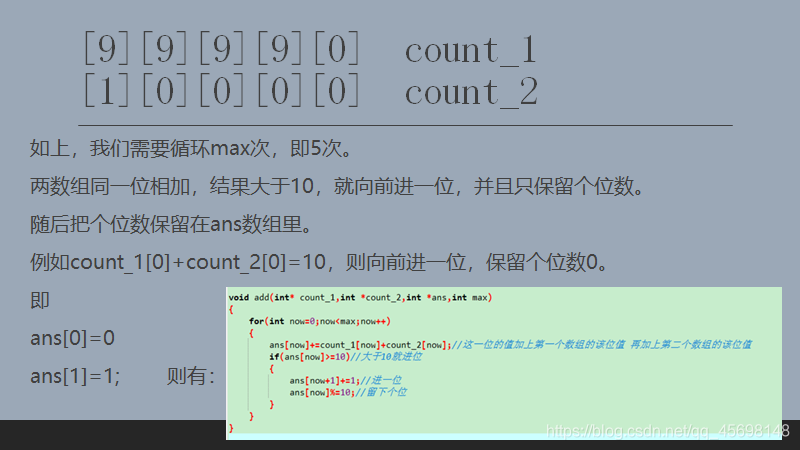 [9][9][9][9][0] count_1
[1][0][0][0][0] count_2
如上，我们需要循环max次，即5次。
两数组同一位相加，结果大于10，就向前进一位，并且只保留个位数。
随后把个位数保留在ans数组里。
例如count_1[0]+count_2[0]=10，则向前进一位，保留个位数0。
即
ans[0]=0
ans[1]=1; 则有：
void add(int* count_1,int *count_2,int *ans,int max)
{
for(int now=0;now<max;now++)
{
ans[now]+=count_1[now]+count_2[now];//这一位的值加上第一个数组的该位值 再加上第二个数组的该位值
if(ans[now]>=10)//大于10就进位
{
ans[now+1]+=1;//进一位
ans[now]%=10;//留下个位
}
}
}
https://blog.csdn.net/qq_45698148